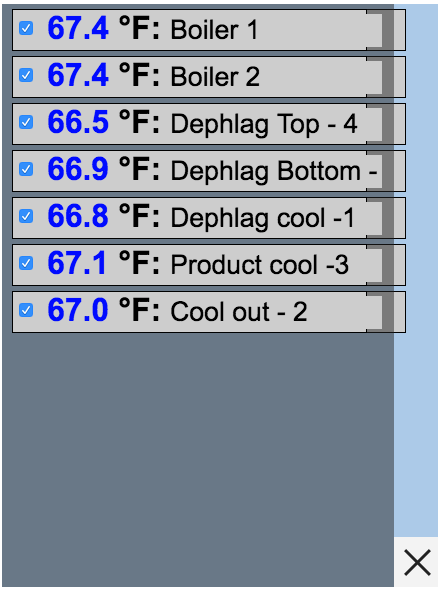 67.4 °F: Boiler 1
67.4 °F: Boiler 2
66.5 °F: Dephlag Top - 4
66.9 °F: Dephlag Bottom -
66.8 °F: Dephlag cool -1
67.1 °F: Product cool -3
67.0 °F: Cool out - 2